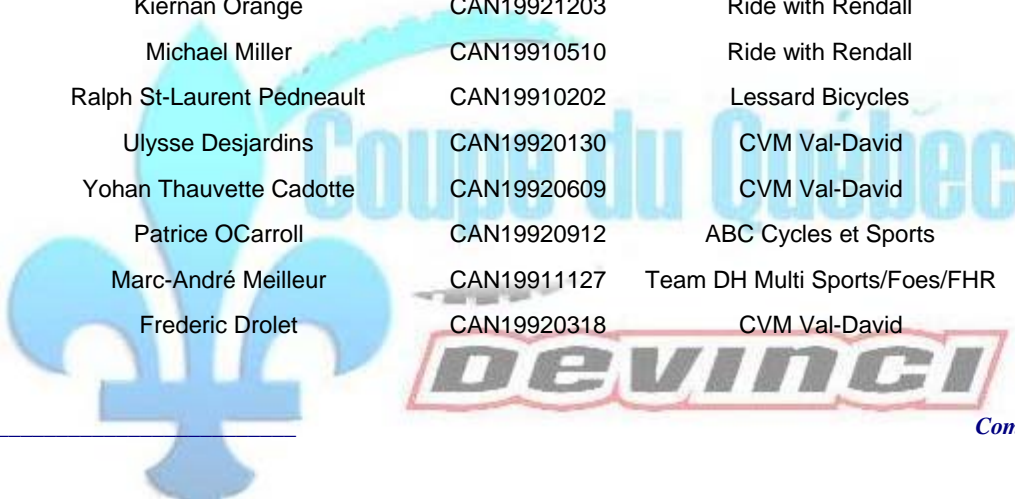 Kiernan Orange CAN19921203 Ride with Rendall
Michael Miller CAN19910510 Ride with Rendall
Ralph St-Laurent Pedneault CAN19910202 Lessard Bicycles
Ulysse Desjardins CAN19920130 CVM Val-David
Yohan Thauvette Cadotte CAN19920609 CVM Val-David
Patrice OCarroll CAN19920912 ABC Cycles et Sports
Marc-André Meilleur CAN19911127 Team DH Multi Sports/Foes/FHR
Frederic Drolet CAN19920318 CVM Val-David
Coupe du Québec
DEVINCI
Com